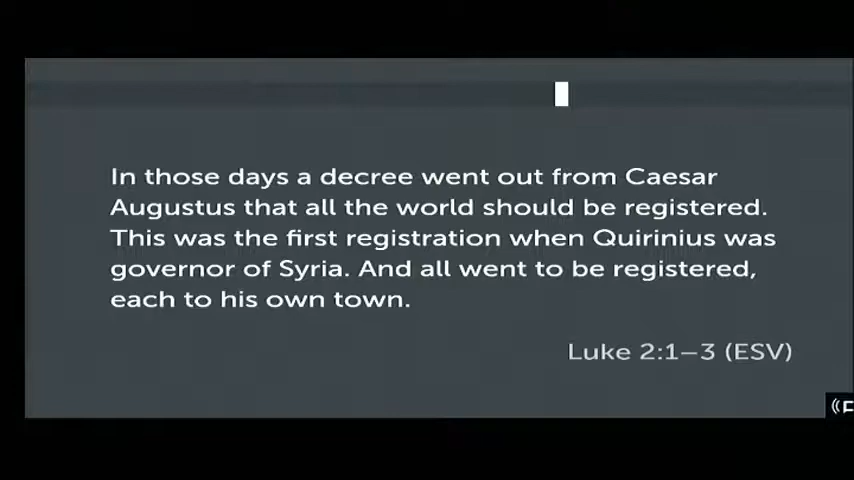 In those days a decree went out from Caesar
Augustus that all the world should be registered.
This was the first registration when Quirinius was
governor of Syria. And all went to be registered,
each to his own town.
Luke 2:1–3 (ESV)